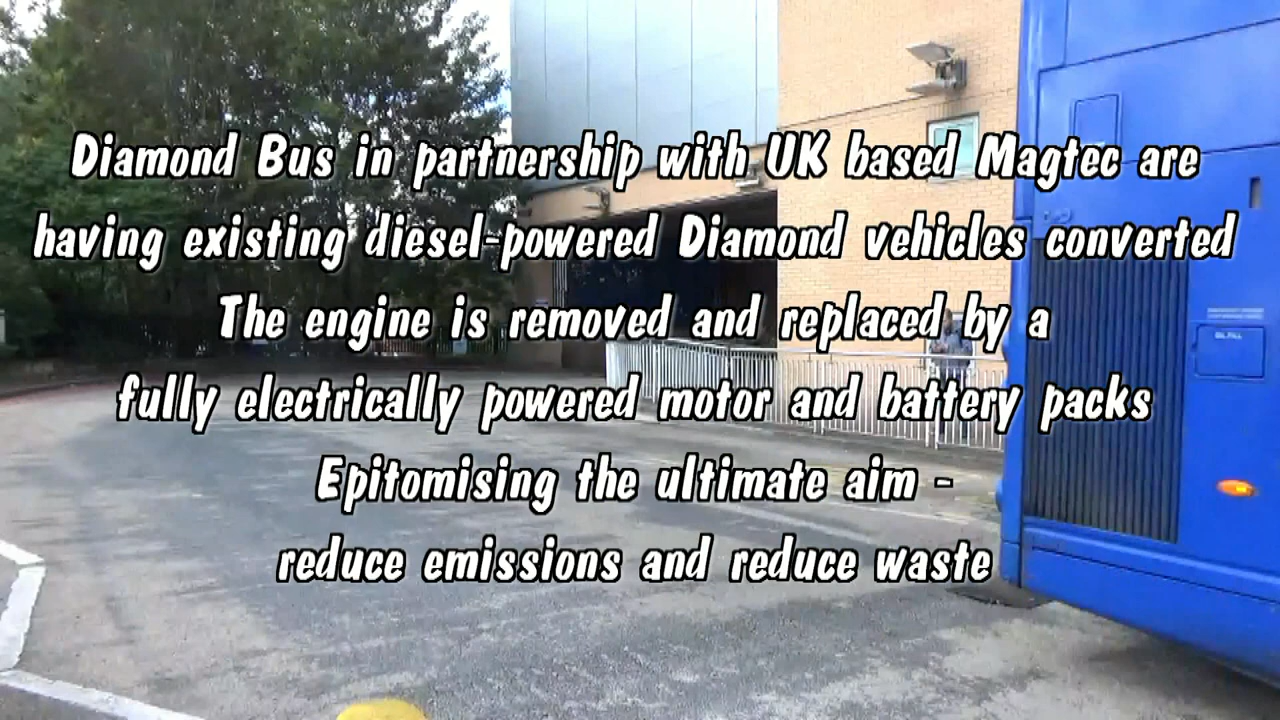 Diamond Bus in partnership with UK based Magtec are
having existing diesel-powered Diamond vehicles converted
The engine is removed and replaced by a
fully electrically powered motor and battery packs
Epitomising the ultimate aim -
reduce emissions and reduce waste